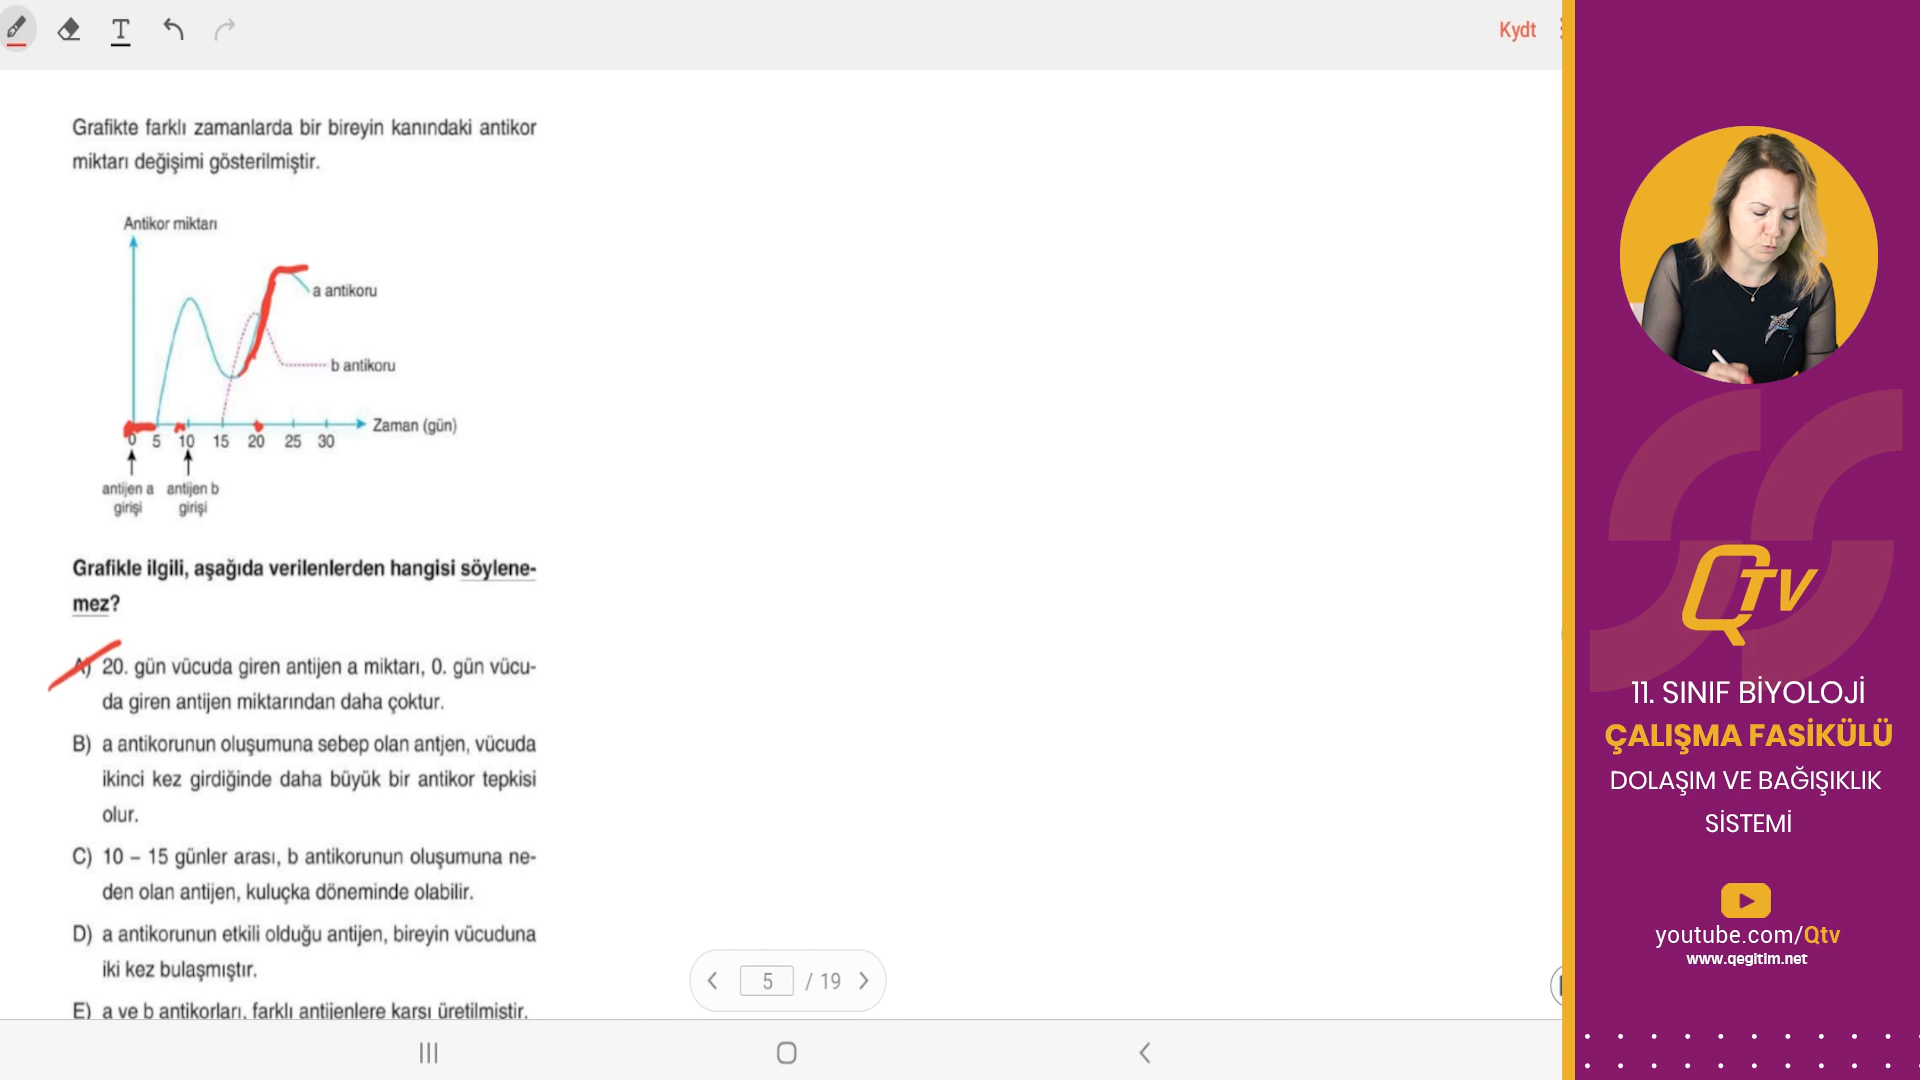 T
Kydt
Grafikte farklı zamanlarda bir bireyin kanındaki antikor
miktarı değişimi gösterilmiştir.
Antikor miktarı
a antikoru
b antikoru
Zaman (gün)
0 5 10 15 20 25 30
antijen a girişi
antijen b girişi
Grafikle ilgili, aşağıda verilenlerden hangisi söylene-
mez?
A) 20. gün vücuda giren antijen a miktarı, 0. gün vücu-
da giren antijen miktarından daha çoktur.
B) a antikorunun oluşumuna sebep olan antjen, vücuda
ikinci kez girdiğinde daha büyük bir antikor tepkisi
olur.
C) 10 – 15 günler arası, b antikorunun oluşumuna ne-
den olan antijen, kuluçka döneminde olabilir.
D) a antikorunun etkili olduğu antijen, bireyin vücuduna
iki kez bulaşmıştır.
E) a ve b antikorları, farklı antijenlere karşı üretilmiştir.
5 / 19
QTV
11. SINIF BİYOLOJİ
ÇALIŞMA FASİKÜLÜ
DOLAŞIM VE BAĞIŞIKLIK
SİSTEMİ
youtube.com/Qtv
www.qegitim.net